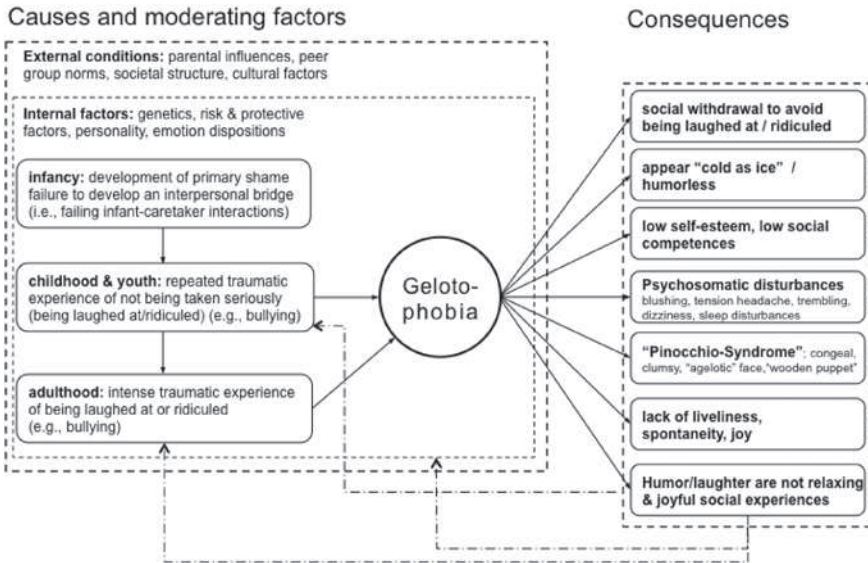 Causes and moderating factors
External conditions: parental influences, peer
group norms, societal structure, cultural factors
Internal factors: genetics, risk & protective
factors, personality, emotion dispositions
infancy: development of primary shame
failure to develop an interpersonal bridge
(i.e., failing infant-caretaker interactions)
childhood & youth: repeated traumatic
experience of not being taken seriously
(being laughed at/ridiculed) (e.g., bullying)
adulthood: intense traumatic experience
of being laughed at or ridiculed
(e.g., bullying)
Geloto-
phobia
Consequences
social withdrawal to avoid
being laughed at / ridiculed
appear “cold as ice” /
humorless
low self-esteem, low social
competences
Psychosomatic disturbances
blushing, tension headache, trembling,
dizziness, sleep disturbances
“Pinocchio-Syndrome”; congeal,
clumsy, “agelotic” face,“wooden puppet”
lack of liveliness,
spontaneity, joy
Humor/laughter are not relaxing
& joyful social experiences